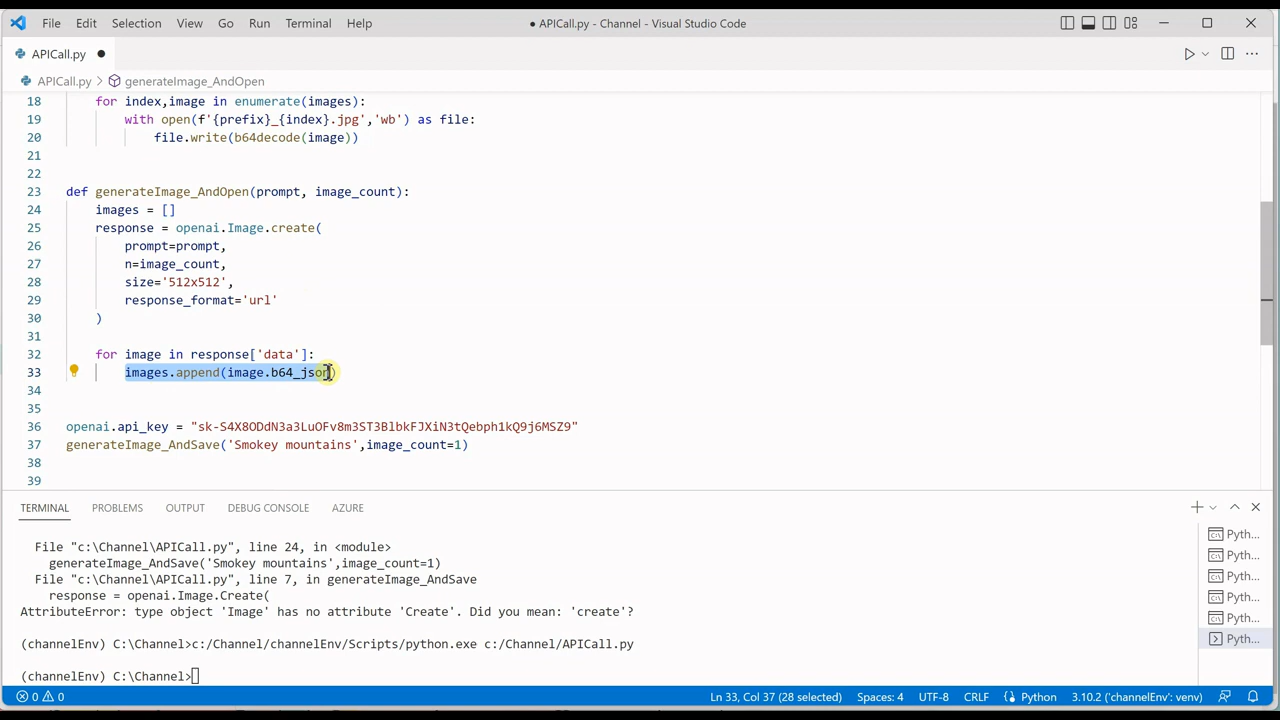 File Edit Selection View Go Run Terminal Help
● APICall.py - Channel - Visual Studio Code
APICall.py ●
APICall.py > generateImage_AndOpen
18 for index,image in enumerate(images):
19 with open(f'{prefix}_{index}.jpg','wb') as file:
20 file.write(b64decode(image))
21
22
23 def generateImage_AndOpen(prompt, image_count):
24 images = []
25 response = openai.Image.create(
26 prompt=prompt,
27 n=image_count,
28 size='512x512',
29 response_format='url'
30 )
31
32 for image in response['data']:
33 images.append(image.b64_json)
34
35
36 openai.api_key = "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"
37 generateImage_AndSave('Smokey mountains',image_count=1)
38
39
TERMINAL PROBLEMS OUTPUT DEBUG CONSOLE AZURE
File "c:\Channel\APICall.py", line 24, in <module>
generateImage_AndSave('Smokey mountains',image_count=1)
File "c:\Channel\APICall.py", line 7, in generateImage_AndSave
response = openai.Image.Create(
AttributeError: type object 'Image' has no attribute 'Create'. Did you mean: 'create'?
(channelEnv) C:\Channel>c:/Channel/channelEnv/Scripts/python.exe c:/Channel/APICall.py
(channelEnv) C:\Channel>
Pyth...
Pyth...
Pyth...
Pyth...
Pyth...
Pyth...
0 0 Ln 33, Col 37 (28 selected) Spaces: 4 UTF-8 CRLF Python 3.10.2 ('channelEnv': venv)